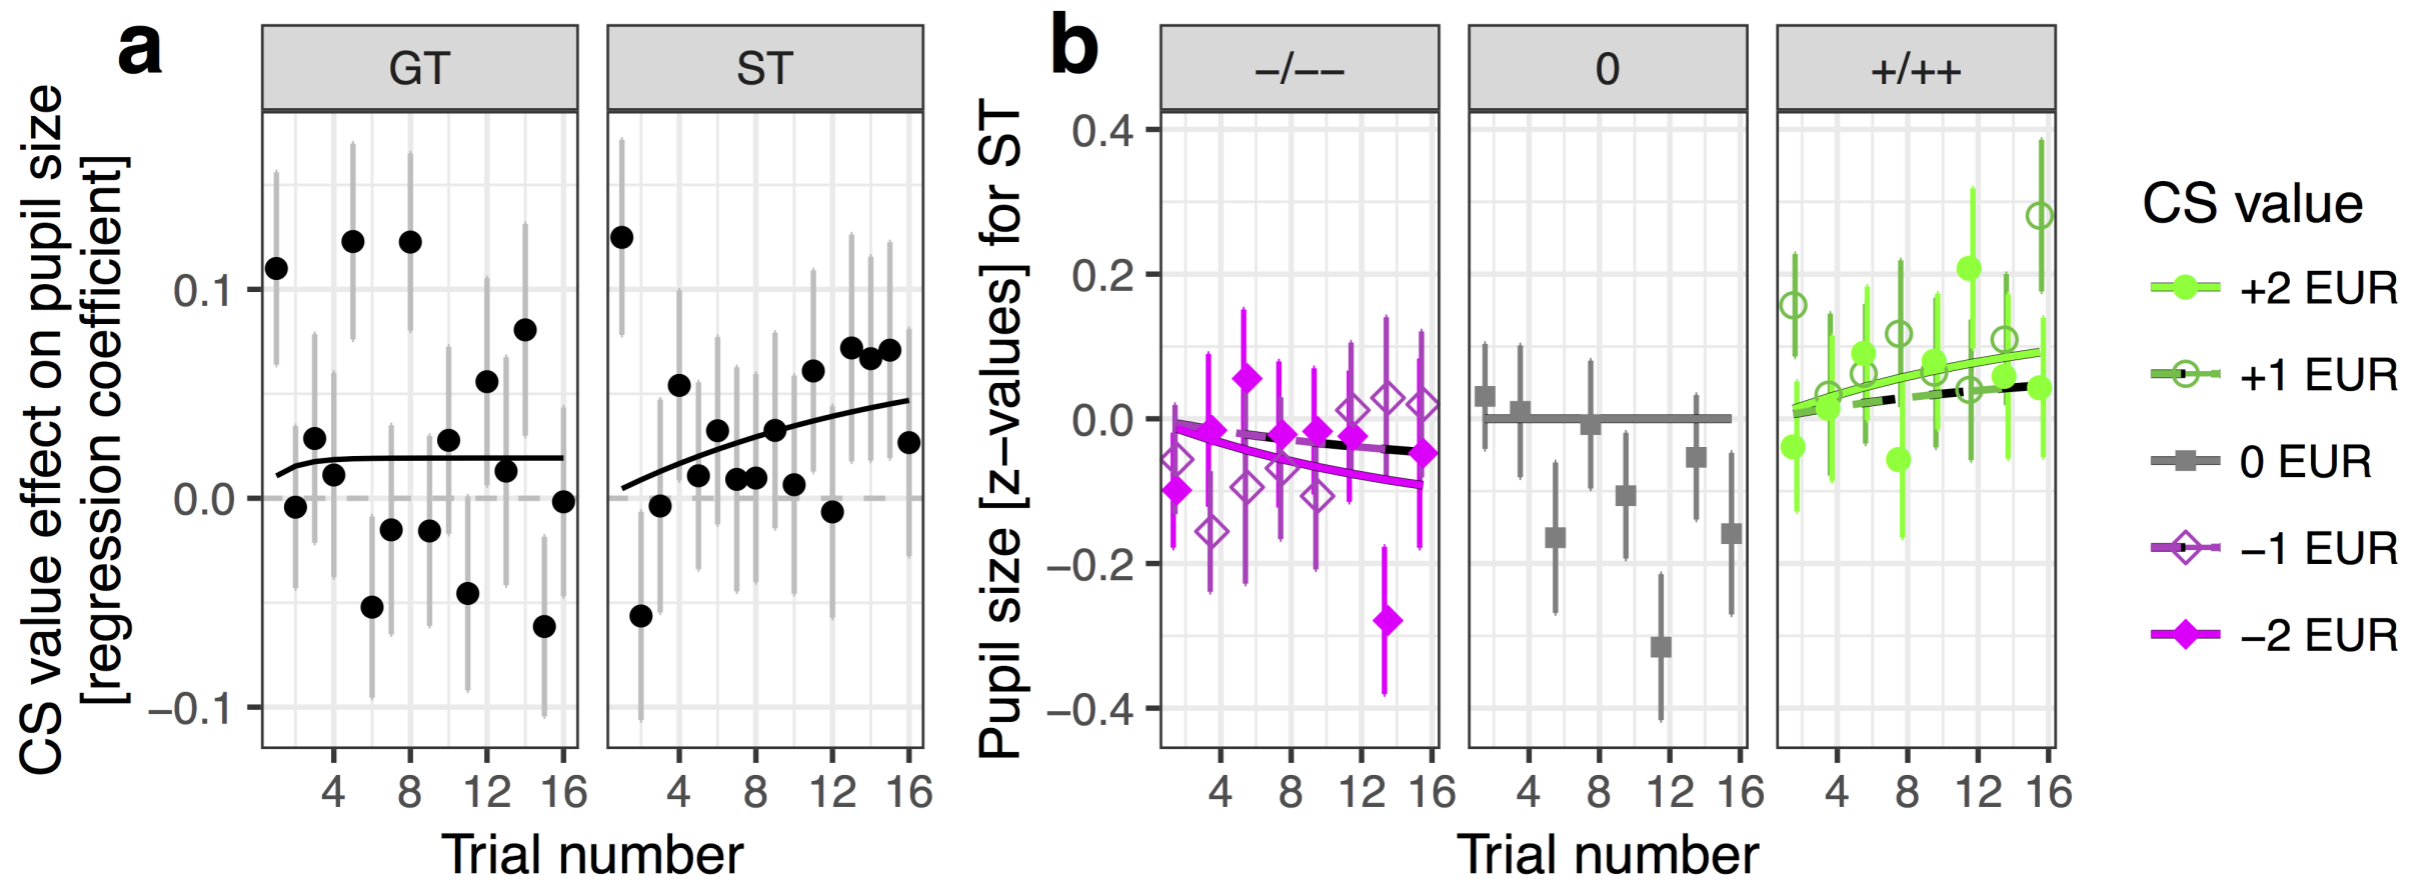 a
GT
ST
CS value effect on pupil size
[regression coefficient]
0.1
0.0
−0.1
4 8 12 16
4 8 12 16
Trial number
b
−/−−
0
+/++
Pupil size [z−values] for ST
0.4
0.2
0.0
−0.2
−0.4
4 8 12 16
4 8 12 16
4 8 12 16
Trial number
CS value
+2 EUR
+1 EUR
0 EUR
−1 EUR
−2 EUR